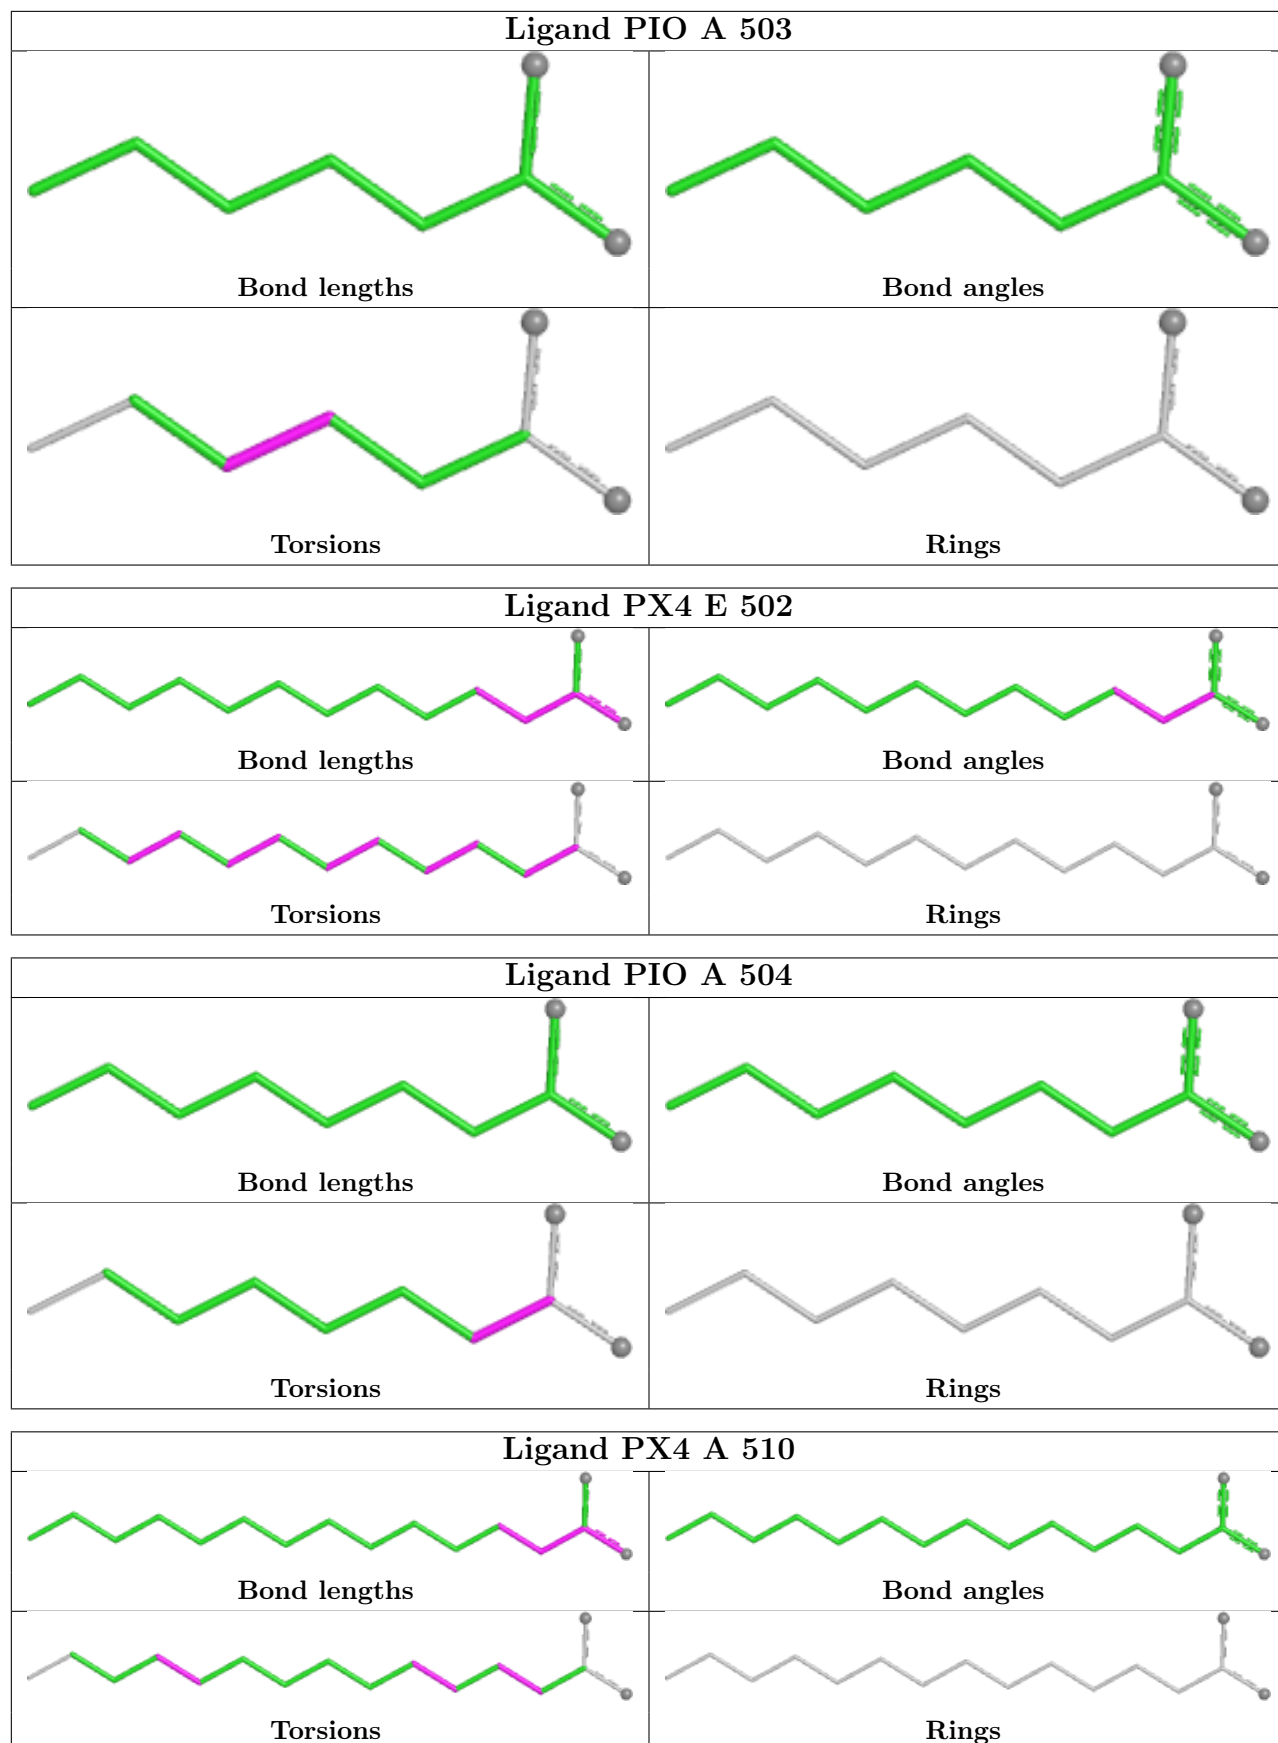 Ligand PIO A 503
Bond lengths
Bond angles
Torsions
Rings
Ligand PX4 E 502
Bond lengths
Bond angles
Torsions
Rings
Ligand PIO A 504
Bond lengths
Bond angles
Torsions
Rings
Ligand PX4 A 510
Bond lengths
Bond angles
Torsions
Rings